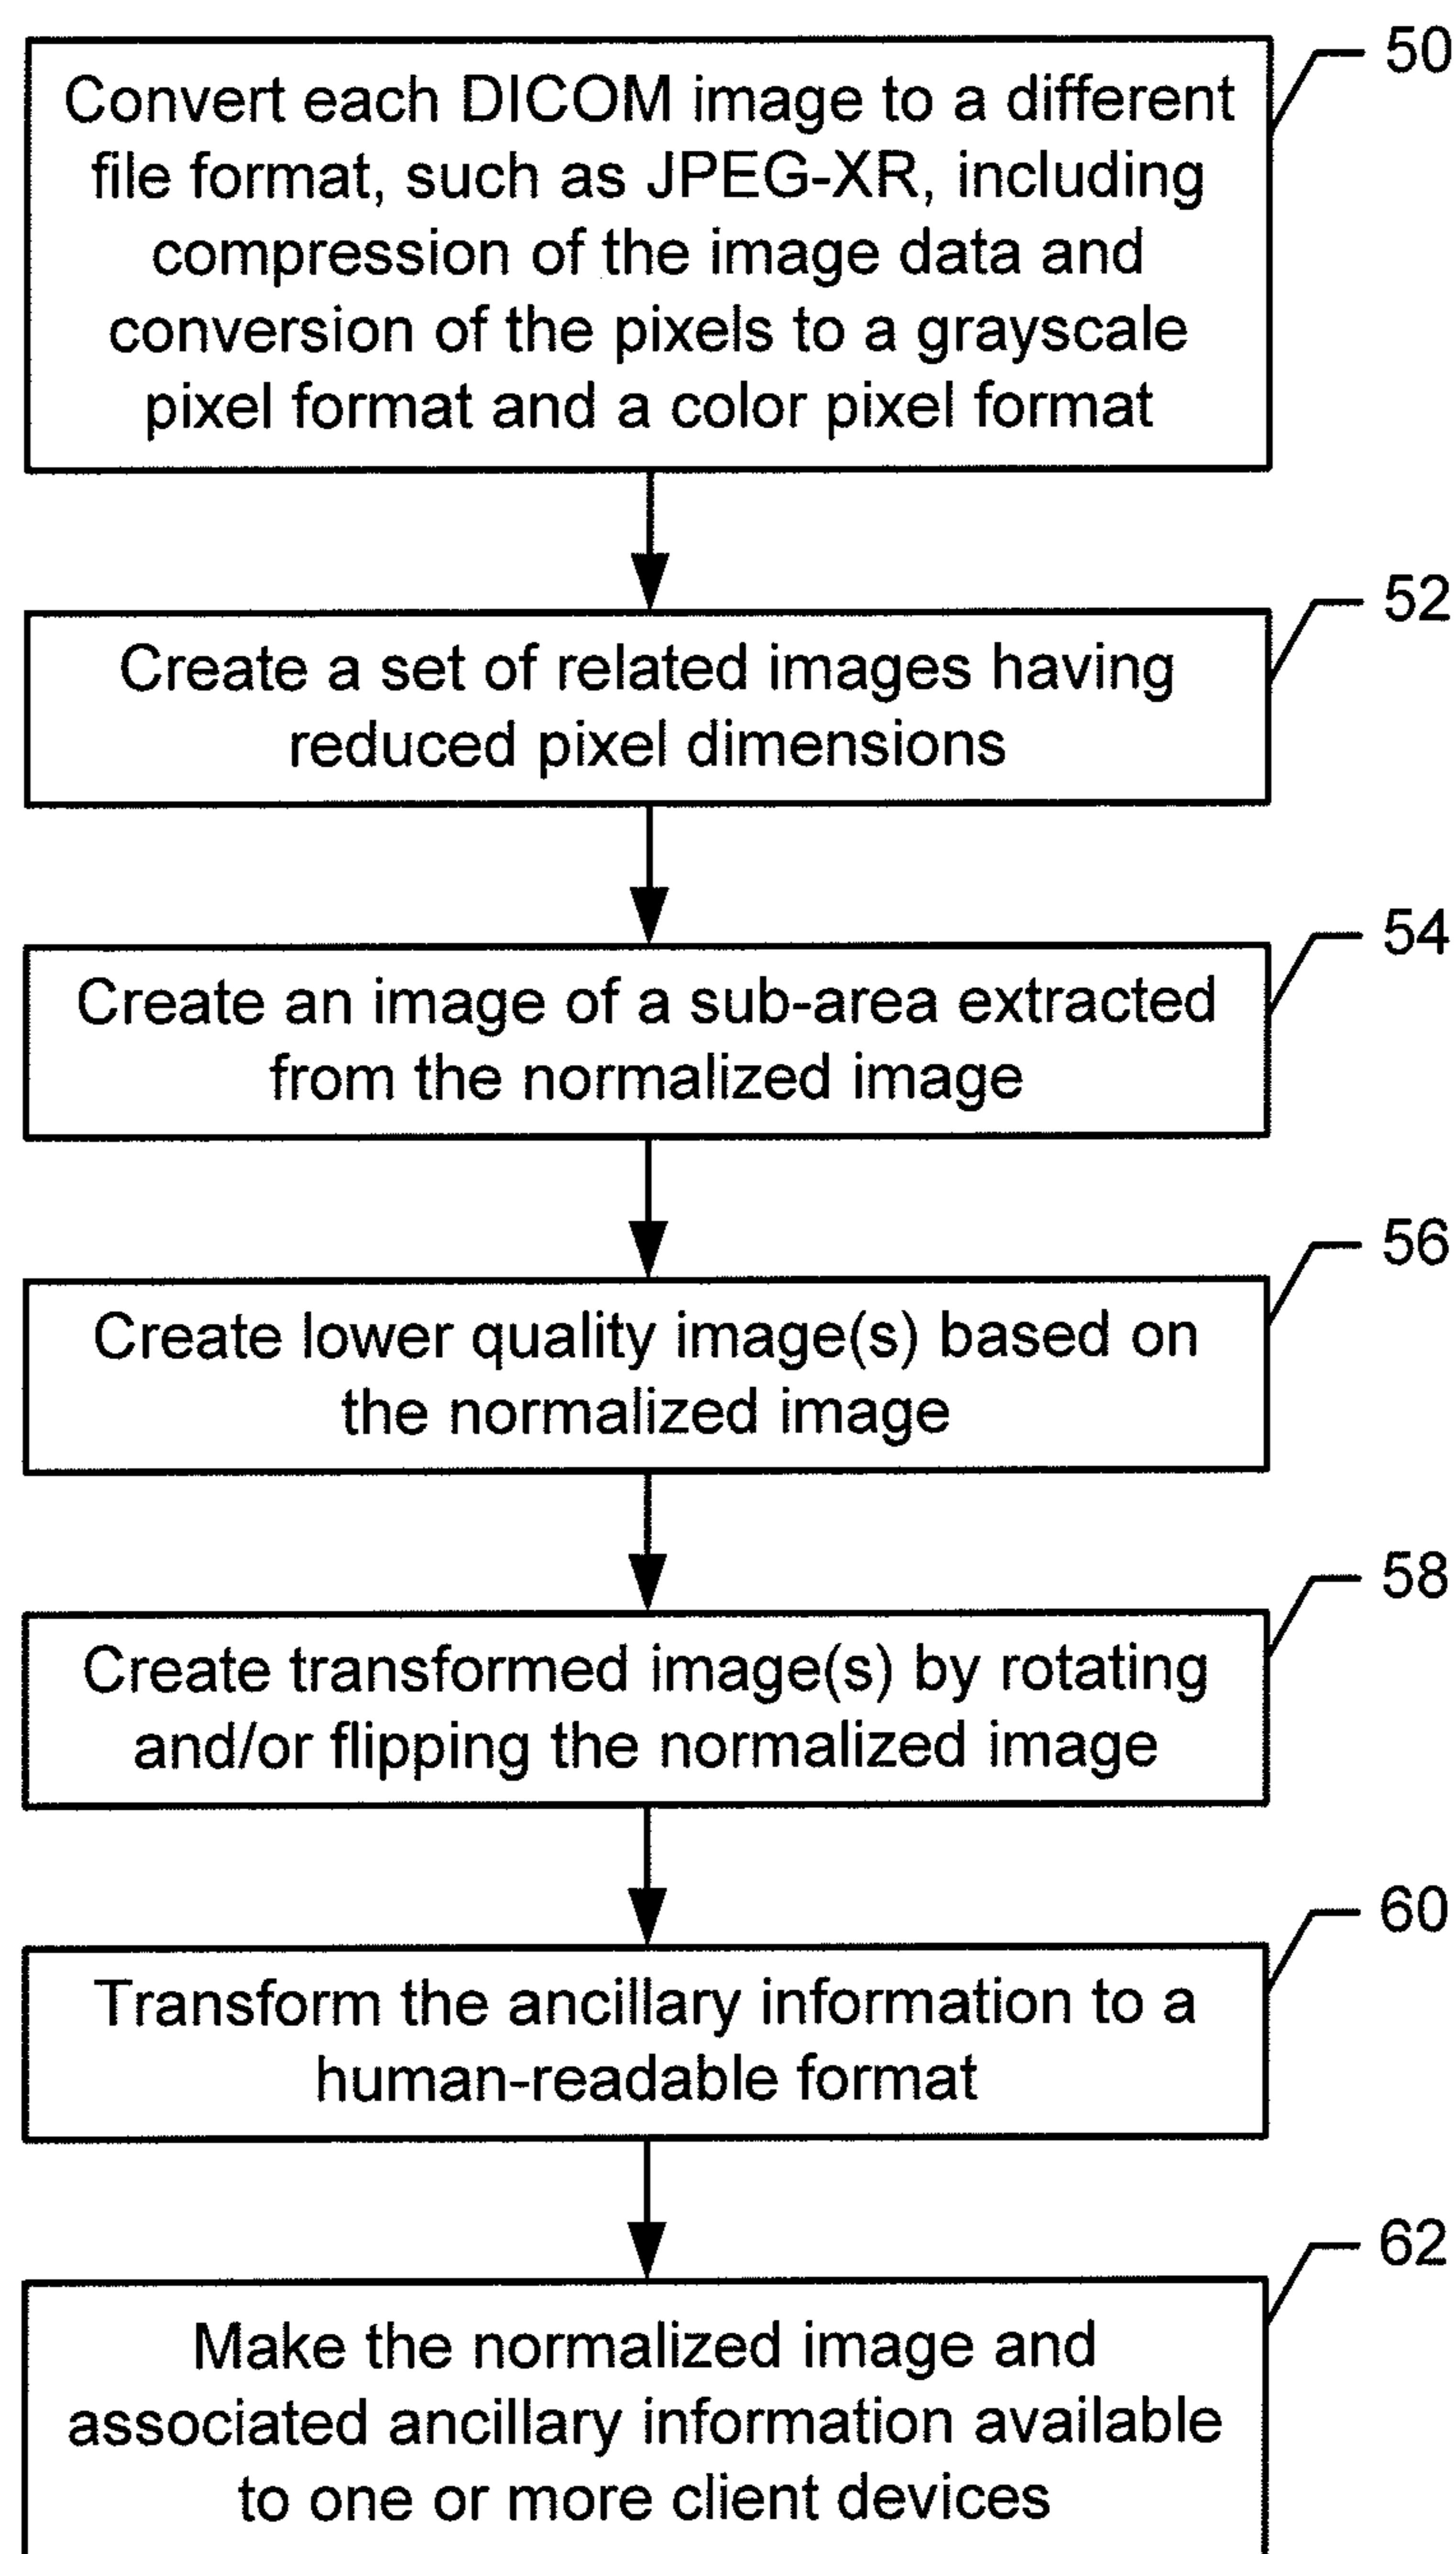 50
Convert each DICOM image to a different
file format, such as JPEG-XR, including
compression of the image data and
conversion of the pixels to a grayscale
pixel format and a color pixel format
52
Create a set of related images having
reduced pixel dimensions
54
Create an image of a sub-area extracted
from the normalized image
56
Create lower quality image(s) based on
the normalized image
58
Create transformed image(s) by rotating
and/or flipping the normalized image
60
Transform the ancillary information to a
human-readable format
62
Make the normalized image and
associated ancillary information available
to one or more client devices